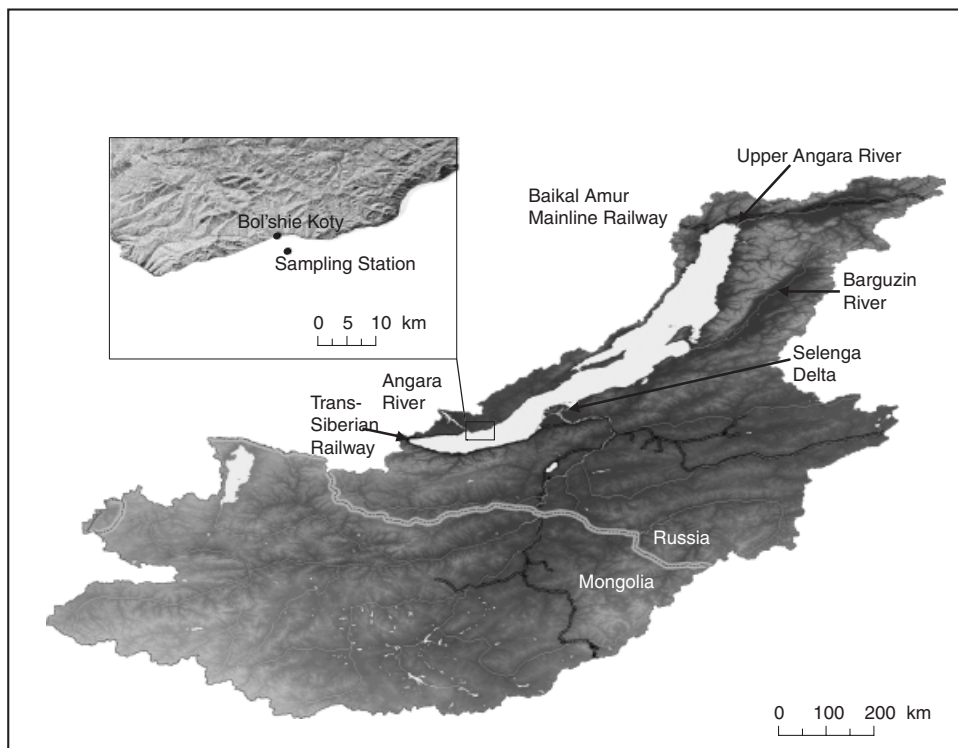 Upper Angara River
Baikal Amur
Mainline Railway
Bol'shie Koty
Sampling Station
0 5 10 km
Barguzin
River
Selenga
Delta
Angara
River
Trans-
Siberian
Railway
Russia
Mongolia
0 100 200 km